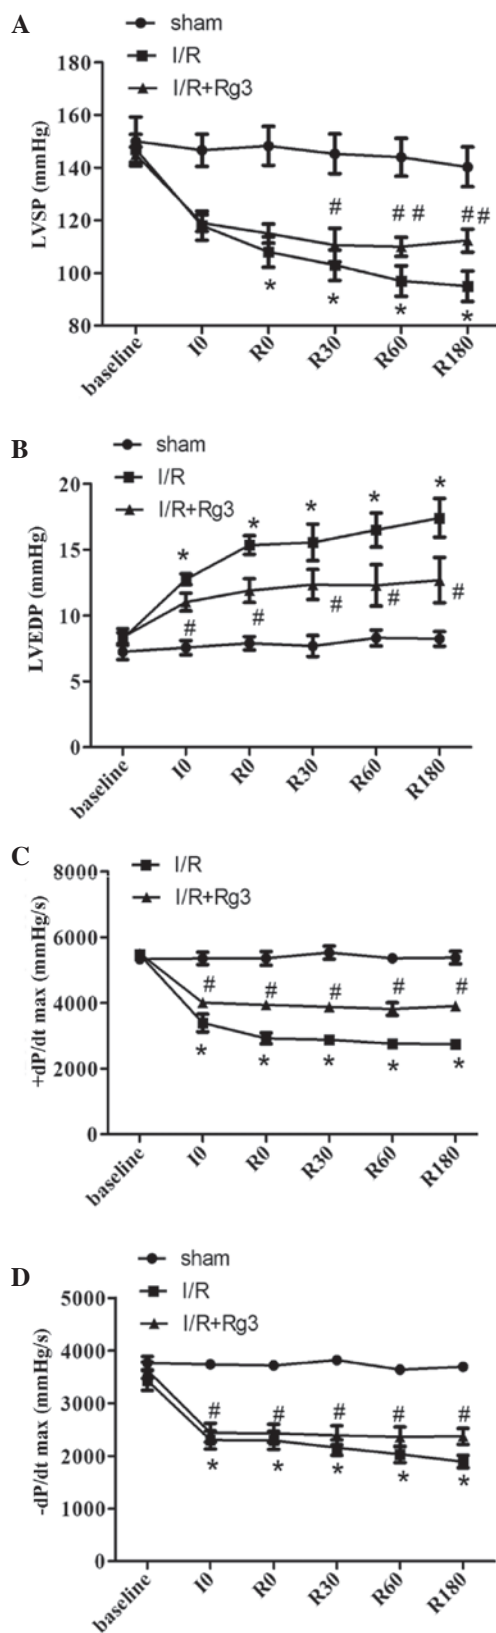 A
sham
I/R
I/R+Rg3
LVSP (mmHg)
180
160
140
120
100
80
#
# #
##
*
*
*
*
baseline
I0
R0
R30
R60
R180
B
sham
I/R
I/R+Rg3
LVEDP (mmHg)
20
15
10
5
0
*
*
*
*
*
#
#
#
#
#
baseline
I0
R0
R30
R60
R180
C
I/R
I/R+Rg3
+dP/dt max (mmHg/s)
8000
6000
4000
2000
0
#
#
#
#
#
*
*
*
*
*
baseline
I0
R0
R30
R60
R180
D
sham
I/R
I/R+Rg3
-dP/dt max (mmHg/s)
5000
4000
3000
2000
1000
0
#
#
#
#
#
*
*
*
*
*
baseline
I0
R0
R30
R60
R180